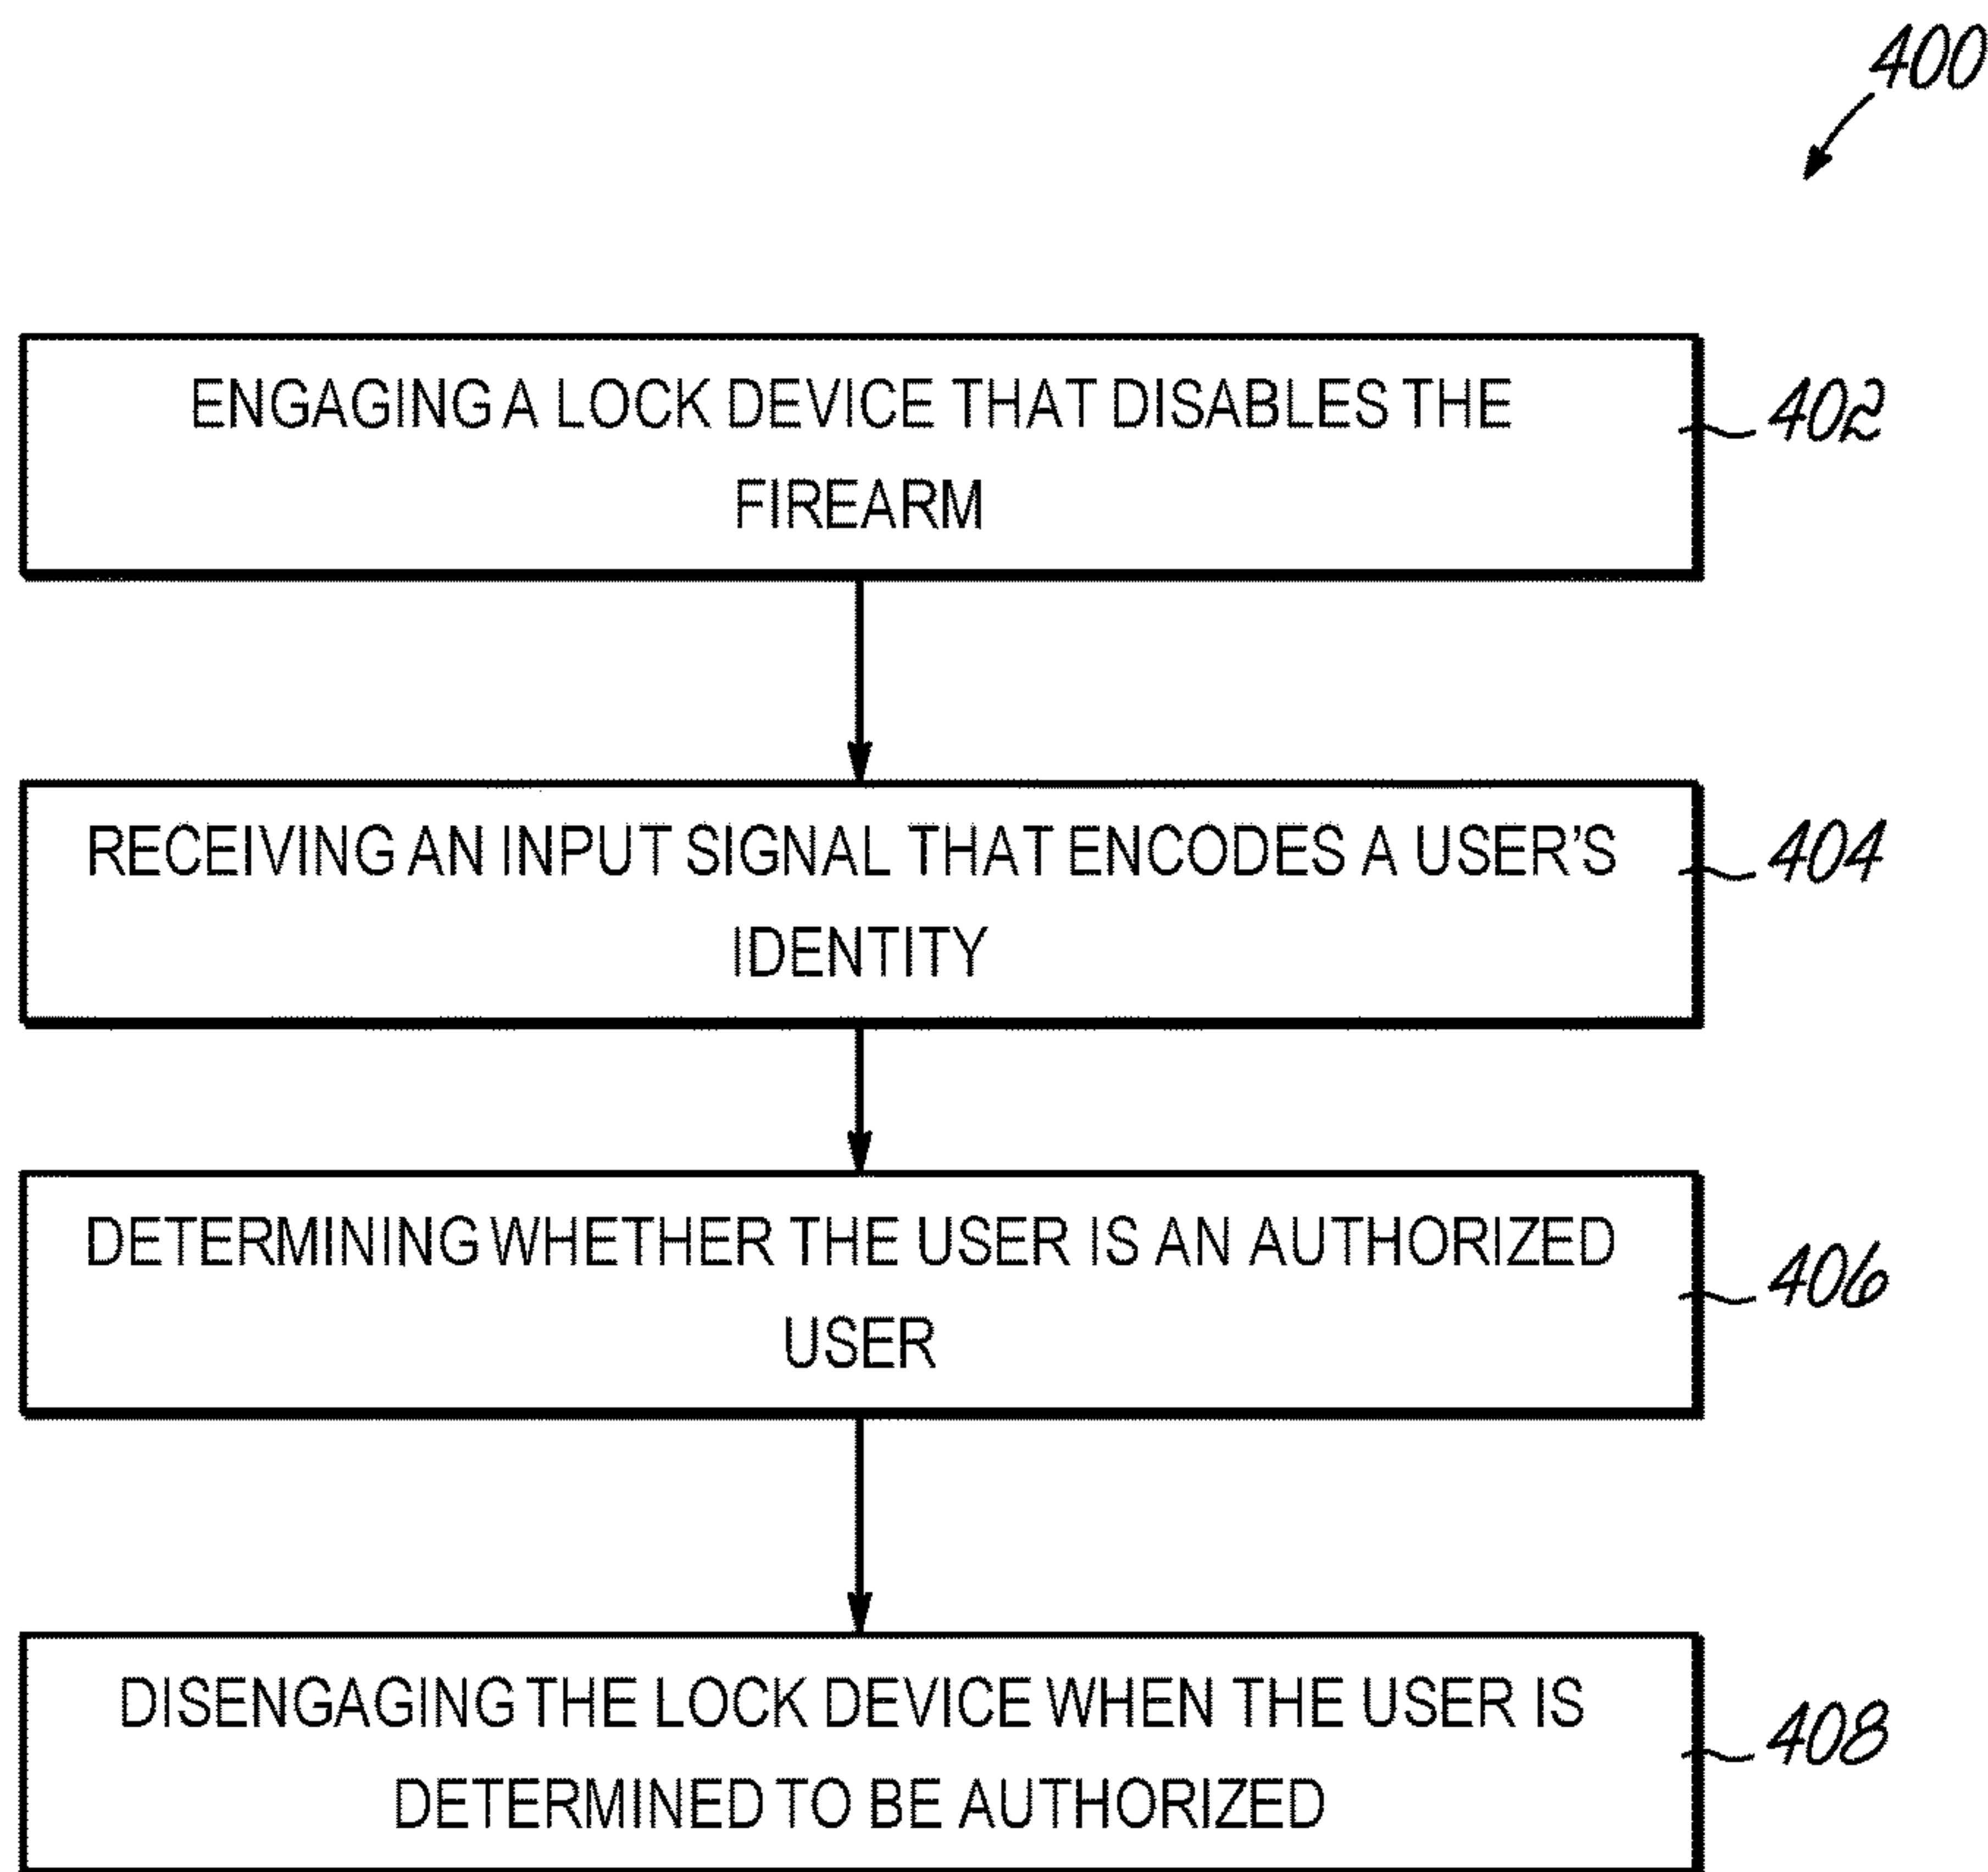 400
ENGAGING A LOCK DEVICE THAT DISABLES THE
FIREARM
402
RECEIVING AN INPUT SIGNAL THAT ENCODES A USER'S
IDENTITY
404
DETERMINING WHETHER THE USER IS AN AUTHORIZED
USER
406
DISENGAGING THE LOCK DEVICE WHEN THE USER IS
DETERMINED TO BE AUTHORIZED
408